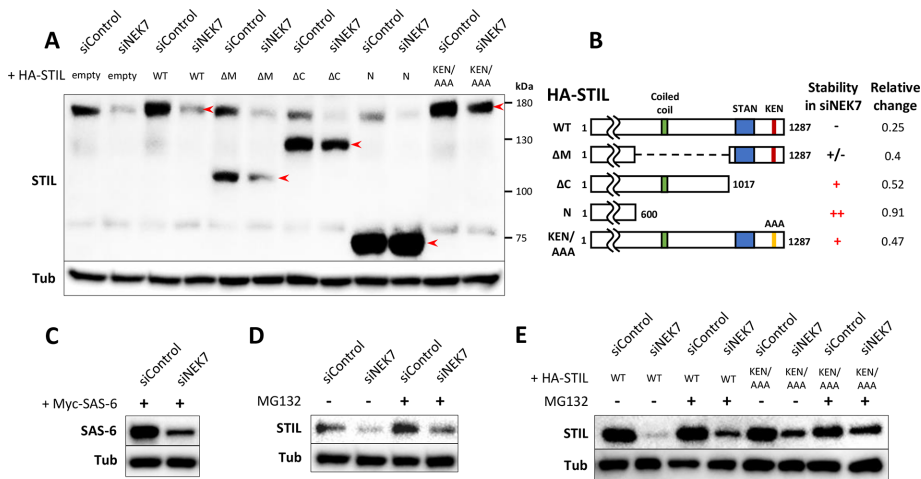 A
siControl siNEK7 siControl siNEK7 siControl siNEK7 siControl siNEK7 siControl siNEK7 siControl siNEK7
+ HA-STIL empty empty WT WT ΔM ΔM ΔC ΔC N N KEN/AAA KEN/AAA
kDa
180
130
100
75
STIL
Tub
B
HA-STIL Coiled coil STAN KEN Stability in siNEK7 Relative change
WT 1 1287 - 0.25
ΔM 1 1287 +/- 0.4
ΔC 1 1017 + 0.52
N 1 600 ++ 0.91
AAA
KEN/AAA 1 1287 + 0.47
C
siControl siNEK7
+ Myc-SAS-6 + +
SAS-6
Tub
D
siControl siNEK7 siControl siNEK7
MG132 - - + +
STIL
Tub
E
siControl siNEK7 siControl siNEK7 siControl siNEK7 siControl siNEK7
+ HA-STIL WT WT WT WT KEN/AAA KEN/AAA KEN/AAA KEN/AAA
MG132 - - + + - - + +
STIL
Tub